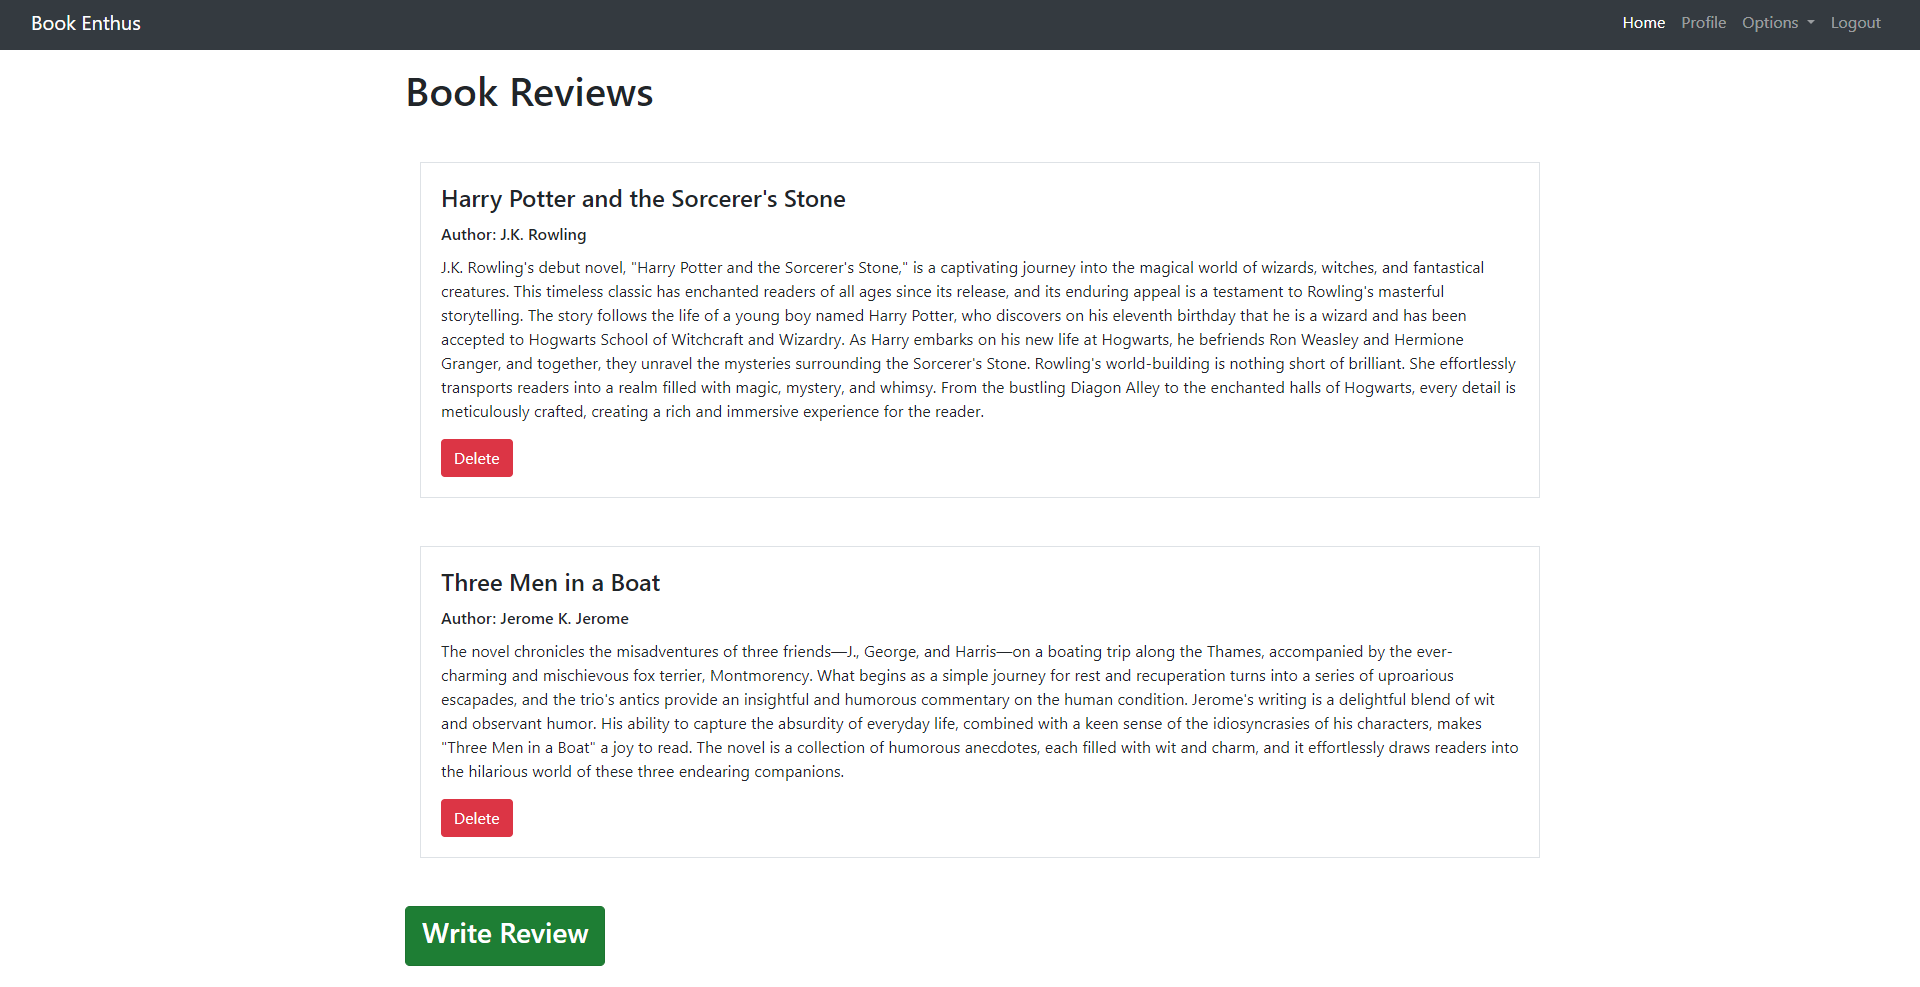 Book Enthus
Home Profile Options Logout
Book Reviews
Harry Potter and the Sorcerer's Stone
Author: J.K. Rowling
J.K. Rowling's debut novel, "Harry Potter and the Sorcerer's Stone," is a captivating journey into the magical world of wizards, witches, and fantastical
creatures. This timeless classic has enchanted readers of all ages since its release, and its enduring appeal is a testament to Rowling's masterful
storytelling. The story follows the life of a young boy named Harry Potter, who discovers on his eleventh birthday that he is a wizard and has been
accepted to Hogwarts School of Witchcraft and Wizardry. As Harry embarks on his new life at Hogwarts, he befriends Ron Weasley and Hermione
Granger, and together, they unravel the mysteries surrounding the Sorcerer's Stone. Rowling's world-building is nothing short of brilliant. She effortlessly
transports readers into a realm filled with magic, mystery, and whimsy. From the bustling Diagon Alley to the enchanted halls of Hogwarts, every detail is
meticulously crafted, creating a rich and immersive experience for the reader.
Delete
Three Men in a Boat
Author: Jerome K. Jerome
The novel chronicles the misadventures of three friends—J., George, and Harris—on a boating trip along the Thames, accompanied by the ever-
charming and mischievous fox terrier, Montmorency. What begins as a simple journey for rest and recuperation turns into a series of uproarious
escapades, and the trio's antics provide an insightful and humorous commentary on the human condition. Jerome's writing is a delightful blend of wit
and observant humor. His ability to capture the absurdity of everyday life, combined with a keen sense of the idiosyncrasies of his characters, makes
"Three Men in a Boat" a joy to read. The novel is a collection of humorous anecdotes, each filled with wit and charm, and it effortlessly draws readers into
the hilarious world of these three endearing companions.
Delete
Write Review